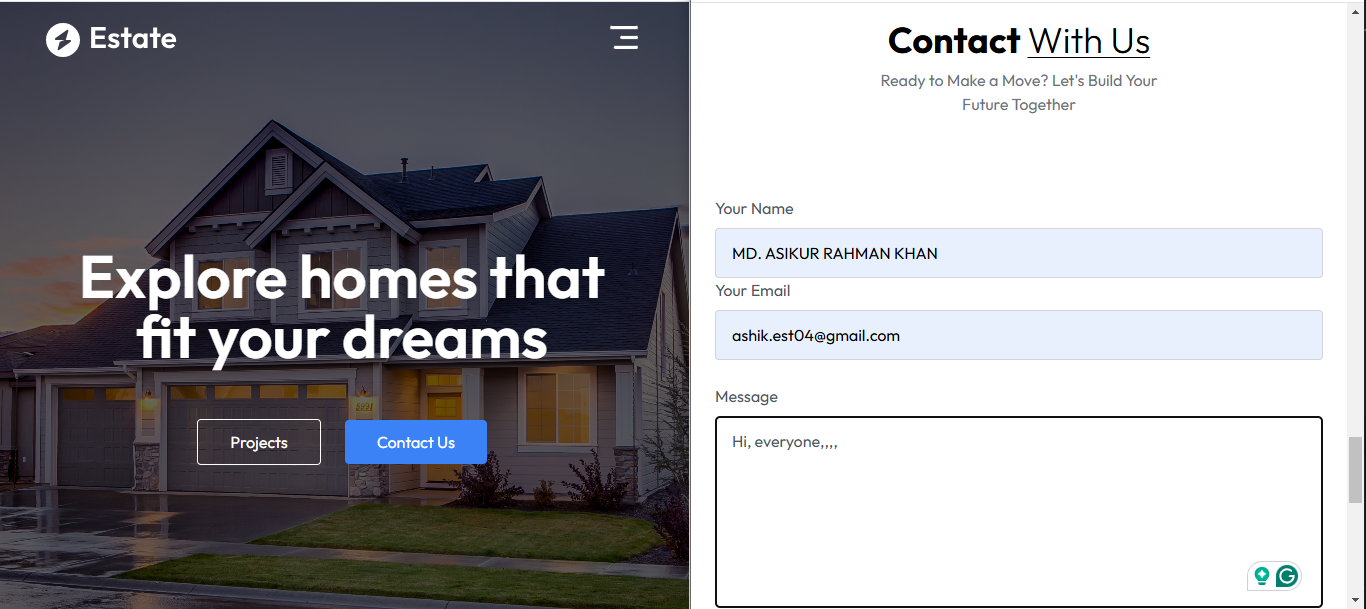 Estate
Explore homes that
fit your dreams
5931
Projects
Contact Us
Contact With Us
Ready to Make a Move? Let's Build Your
Future Together
Your Name
MD. ASIKUR RAHMAN KHAN
Your Email
ashik.est04@gmail.com
Message
Hi, everyone,,,,